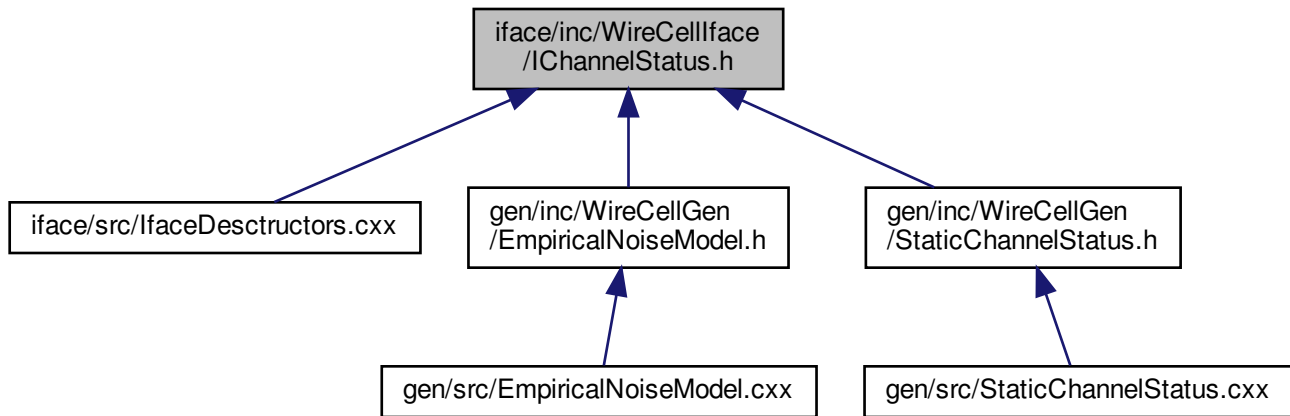 iface/inc/WireCellIface
/IChannelStatus.h
iface/src/IfaceDesctructors.cxx
gen/inc/WireCellGen
/EmpiricalNoiseModel.h
gen/inc/WireCellGen
/StaticChannelStatus.h
gen/src/EmpiricalNoiseModel.cxx
gen/src/StaticChannelStatus.cxx